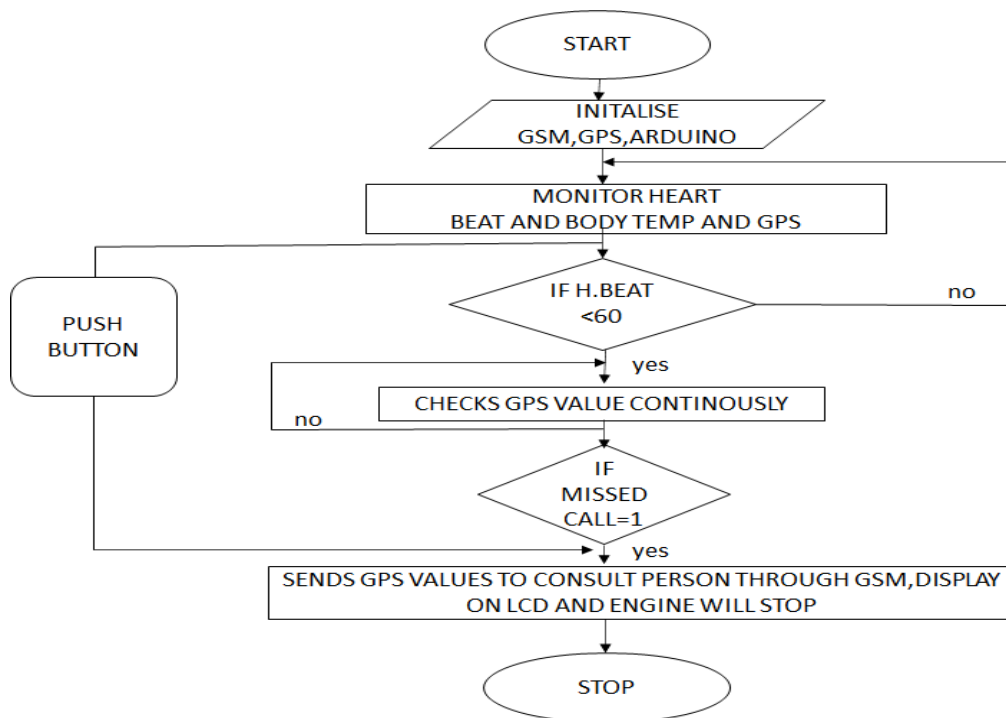 START
INITALISE
GSM,GPS,ARDUINO
MONITOR HEART
BEAT AND BODY TEMP AND GPS
IF H.BEAT
<60
no
PUSH
BUTTON
yes
CHECKS GPS VALUE CONTINOUSLY
no
IF
MISSED
CALL=1
yes
SENDS GPS VALUES TO CONSULT PERSON THROUGH GSM,DISPLAY
ON LCD AND ENGINE WILL STOP
STOP